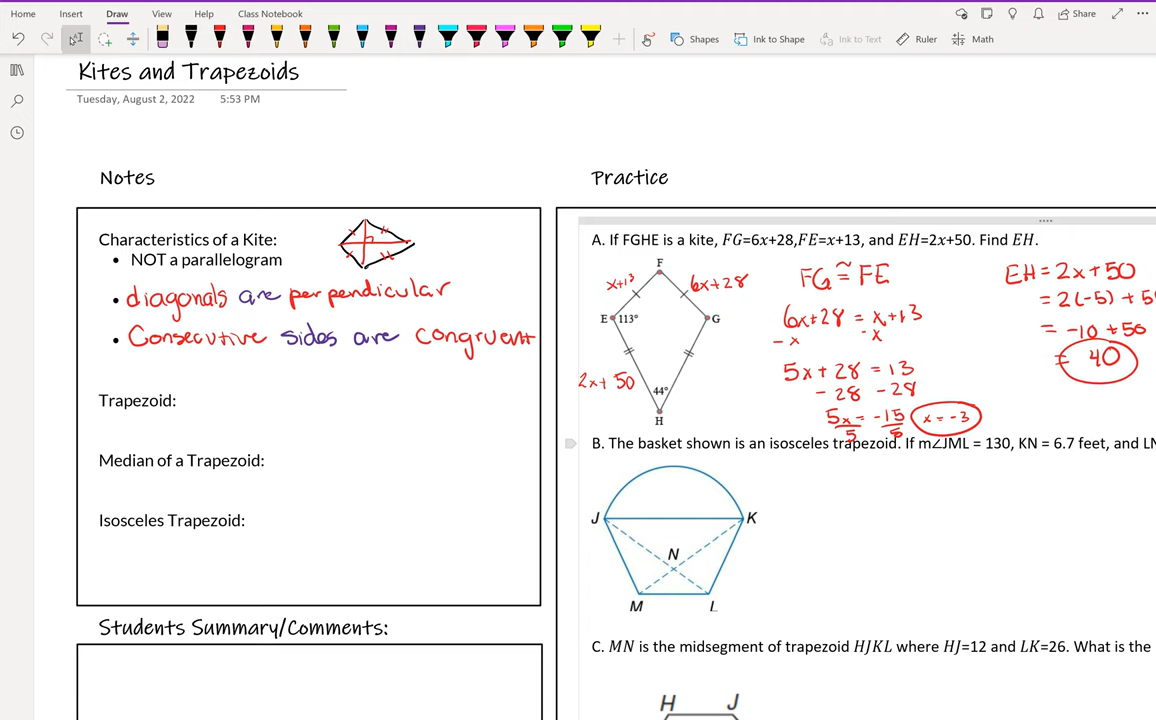 Home Insert Draw View Help Class Notebook Share
Shapes Ink to Shape Ink to Text Ruler Math
Kites and Trapezoids
Tuesday, August 2, 2022 5:53 PM
Notes
Characteristics of a Kite:
• NOT a parallelogram
• diagonals are perpendicular
• Consecutive sides are congruent
Trapezoid:
Median of a Trapezoid:
Isosceles Trapezoid:
Students Summary/Comments:
Practice
A. If FGHE is a kite, FG=6x+28,FE=x+13, and EH=2x+50. Find EH.
F
x+13
6x+28
E
113°
G
2x+ 50
44°
H
FG ≅ FE
6x+28 = x+13
-x -x
5x+28 = 13
-28 -28
5x = -15
5 5
x = -3
EH = 2x+50
= 2(-5) + 5
= -10 +50
= 40
B. The basket shown is an isosceles trapezoid. If m∠JML = 130, KN = 6.7 feet, and LN
J
K
N
M
L
C. MN is the midsegment of trapezoid HJKL where HJ=12 and LK=26. What is the
H
J